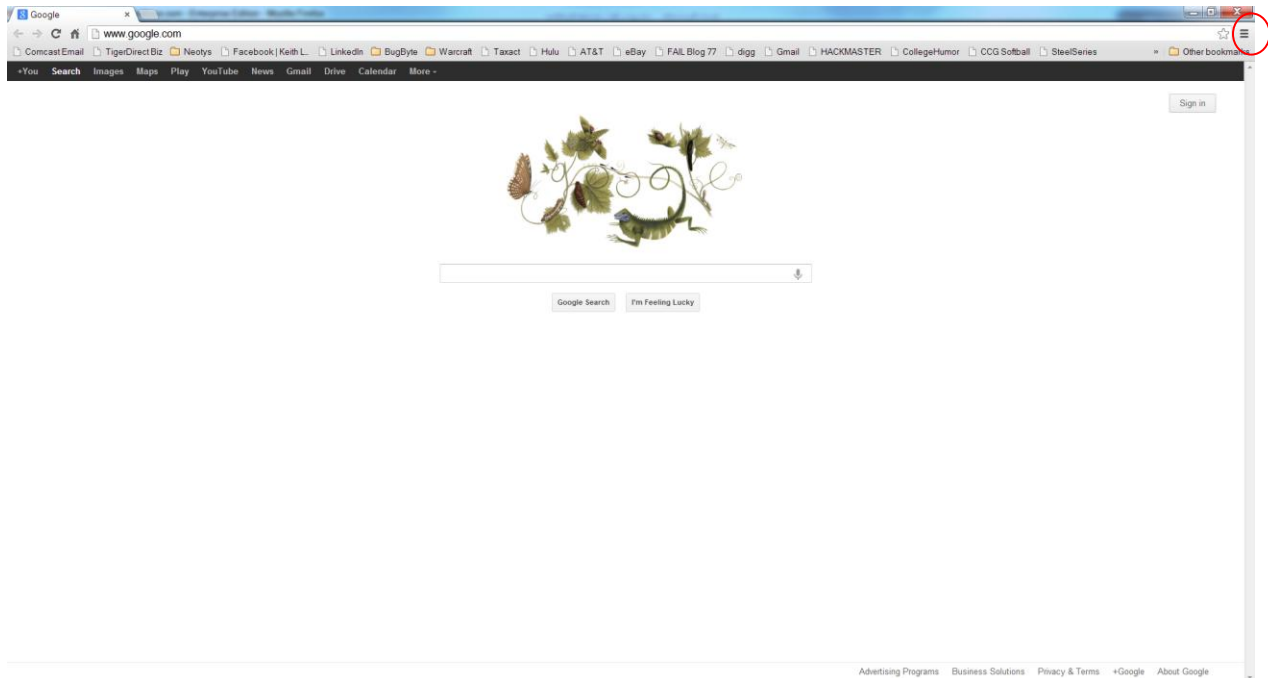 Google
www.google.com
Comcast Email TigerDirect Biz Neotys Facebook | Keith L. LinkedIn BugByte Warcraft Taxact Hulu AT&T eBay FAIL Blog 77 digg Gmail HACKMASTER CollegeHumor CCG Softball SteelSeries » Other bookmarks
+You Search Images Maps Play YouTube News Gmail Drive Calendar More
Sign in
Google Search I'm Feeling Lucky
Advertising Programs Business Solutions Privacy & Terms +Google About Google